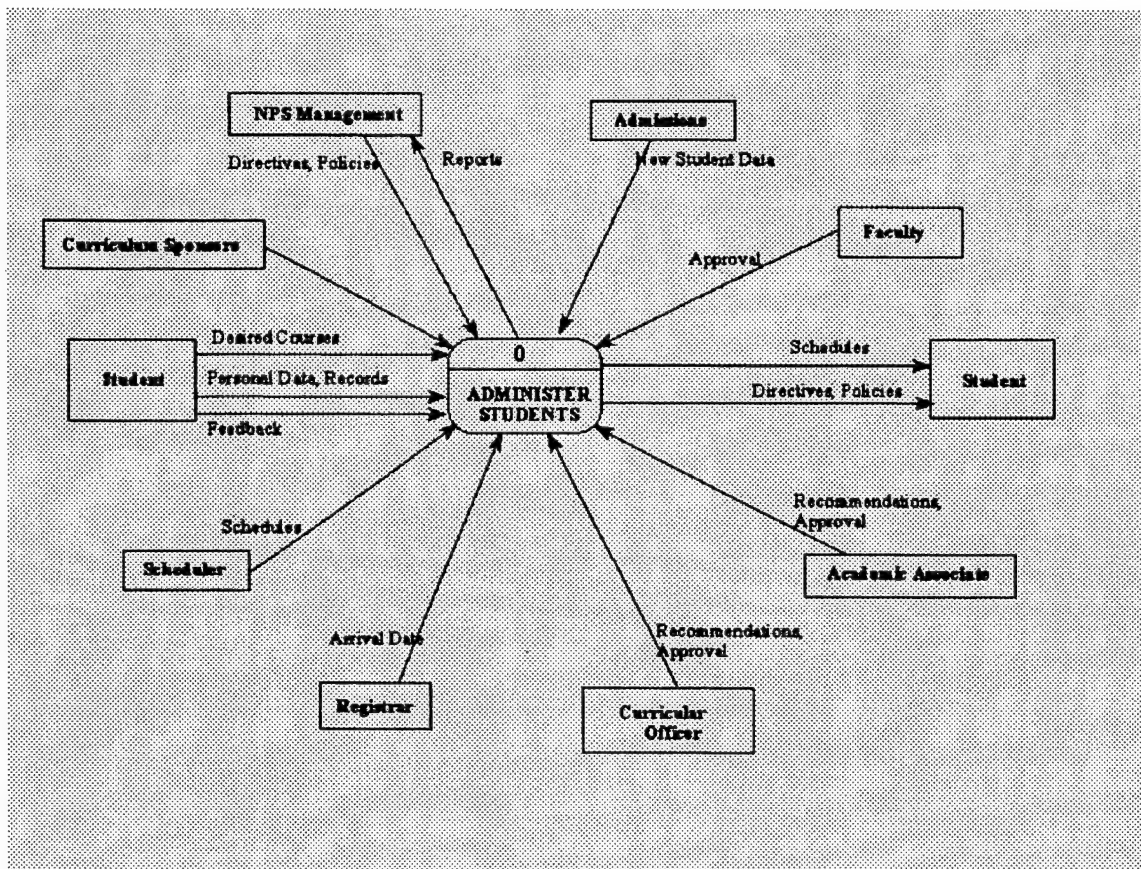 NPS Management
Admissions
Directives, Policies
Reports
New Student Data
Curriculum Sponsors
Faculty
Approval
Desired Courses
0
Schedules
Student
Personal Data, Records
ADMINISTER
STUDENTS
Directives, Policies
Student
Feedback
Schedules
Recommendations,
Approval
Scheduler
Academic Associate
Arrival Date
Recommendations,
Approval
Registrar
Curricular
Officer